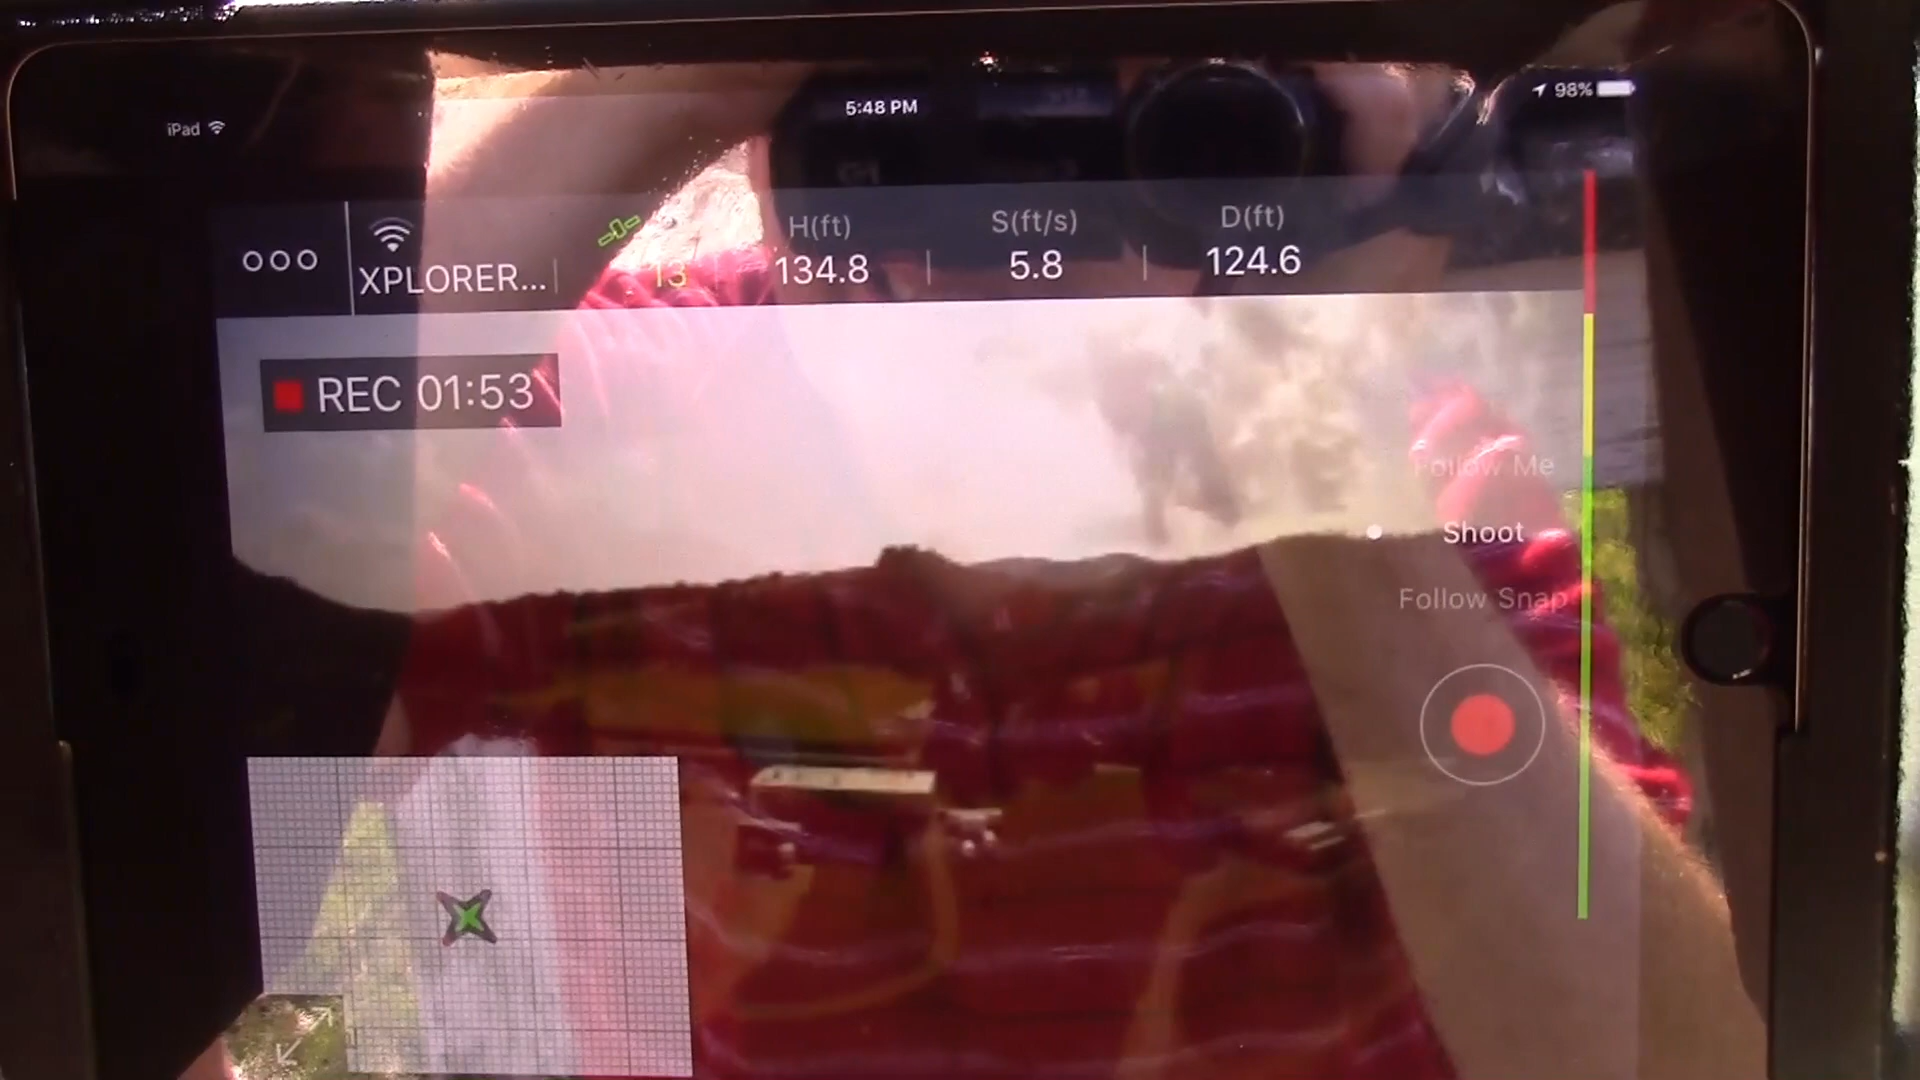 iPad
5:48 PM
98%
XPLORER...
13
H(ft)
134.8
S(ft/s)
5.8
D(ft)
124.6
REC 01:53
Follow Me
Shoot
Follow Snap